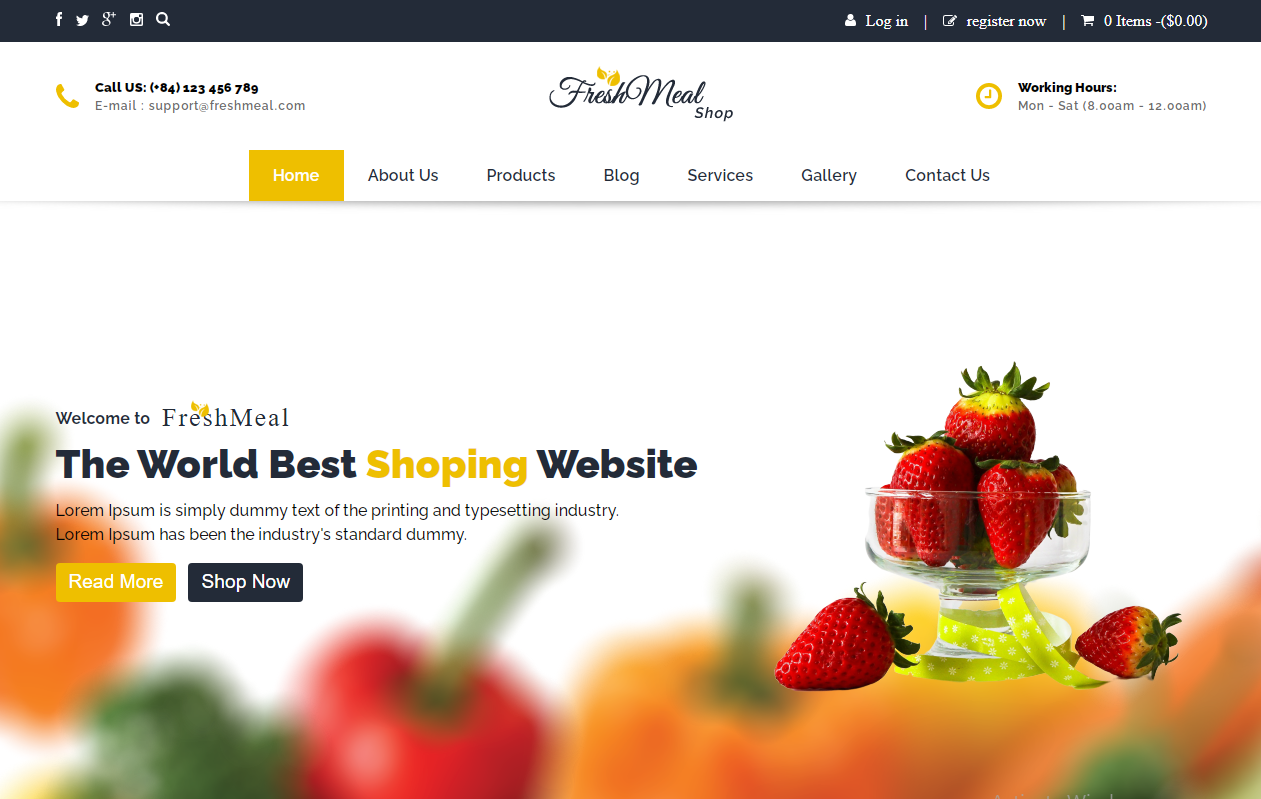 Log in | register now | 0 Items -($0.00)
Call US: (+84) 123 456 789
E-mail : support@freshmeal.com
FreshMeal
Shop
Working Hours:
Mon - Sat (8.00am - 12.00am)
Home About Us Products Blog Services Gallery Contact Us
Welcome to FreshMeal
The World Best Shoping Website
Lorem Ipsum is simply dummy text of the printing and typesetting industry.
Lorem Ipsum has been the industry's standard dummy.
Read More Shop Now